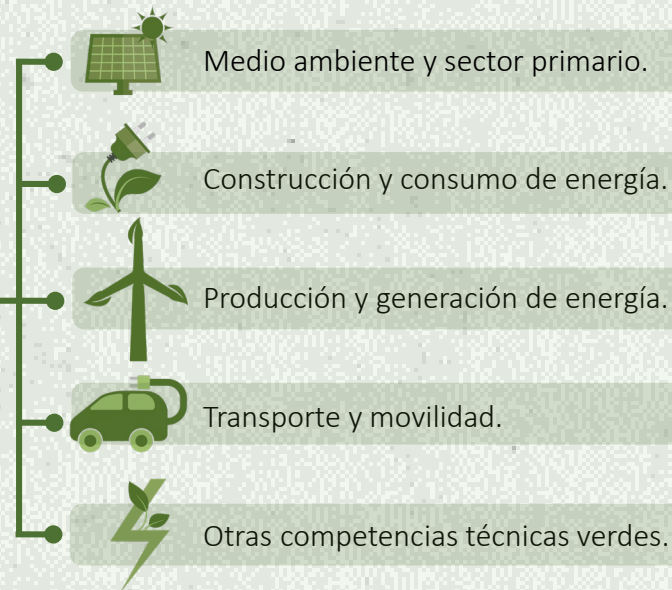 Medio ambiente y sector primario.
Construcción y consumo de energía.
Producción y generación de energía.
Transporte y movilidad.
Otras competencias técnicas verdes.